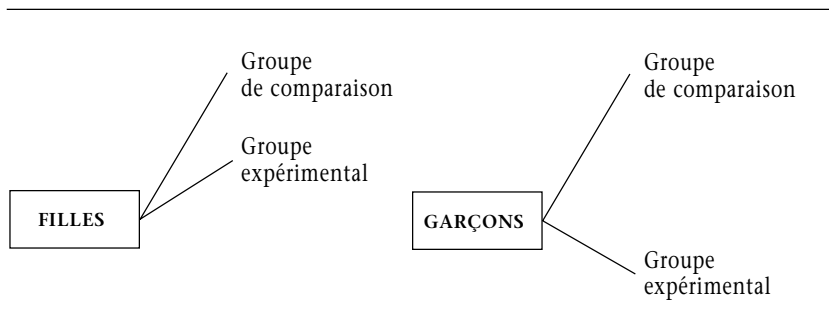 Groupe
de comparaison
Groupe
expérimental
FILLES
Groupe
de comparaison
GARÇONS
Groupe
expérimental